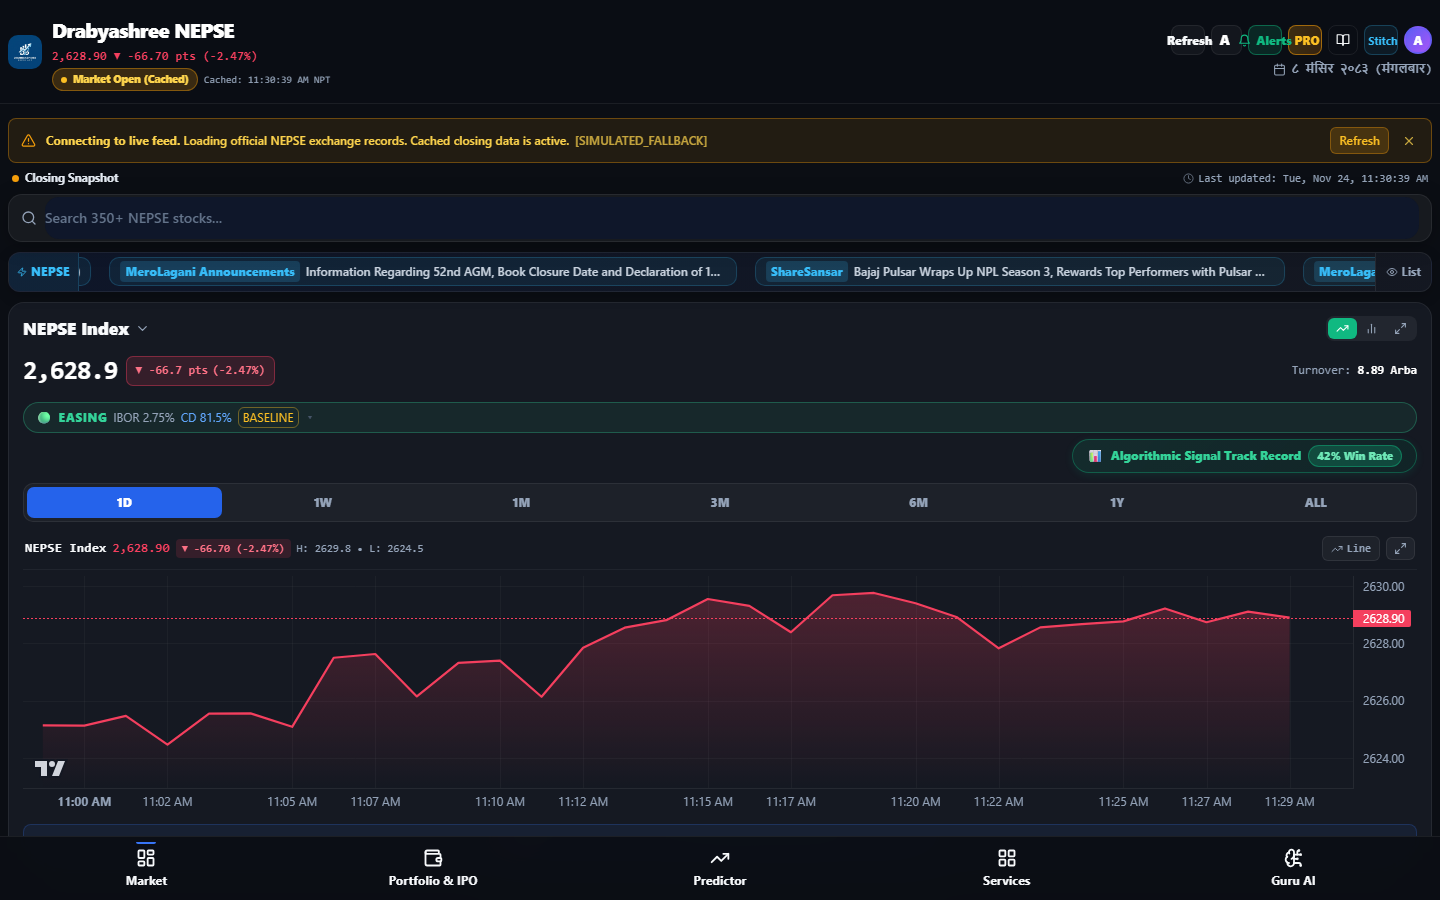 Drabyashree NEPSE
2,628.90 ▼ -66.70 pts (-2.47%)
Market Open (Cached) Cached: 11:30:39 AM NPT
Refresh A Alerts PRO Stitch A
८ मंसिर २०८३ (मंगलबार)
Connecting to live feed. Loading official NEPSE exchange records. Cached closing data is active. [SIMULATED_FALLBACK]
Refresh ×
Closing Snapshot
Last updated: Tue, Nov 24, 11:30:39 AM
Search 350+ NEPSE stocks...
NEPSE
MeroLagani Announcements Information Regarding 52nd AGM, Book Closure Date and Declaration of 1...
ShareSansar Bajaj Pulsar Wraps Up NPL Season 3, Rewards Top Performers with Pulsar ...
MeroLaga
List
NEPSE Index
2,628.9 ▼ -66.7 pts (-2.47%)
Turnover: 8.89 Arba
EASING IBOR 2.75% CD 81.5% BASELINE
Algorithmic Signal Track Record 42% Win Rate
1D 1W 1M 3M 6M 1Y ALL
NEPSE Index 2,628.90 ▼ -66.70 (-2.47%) H: 2629.8 • L: 2624.5
Line
2630.00
2628.90
2628.00
2626.00
2624.00
11:00 AM 11:02 AM 11:05 AM 11:07 AM 11:10 AM 11:12 AM 11:15 AM 11:17 AM 11:20 AM 11:22 AM 11:25 AM 11:27 AM 11:29 AM
Market Portfolio & IPO Predictor Services Guru AI